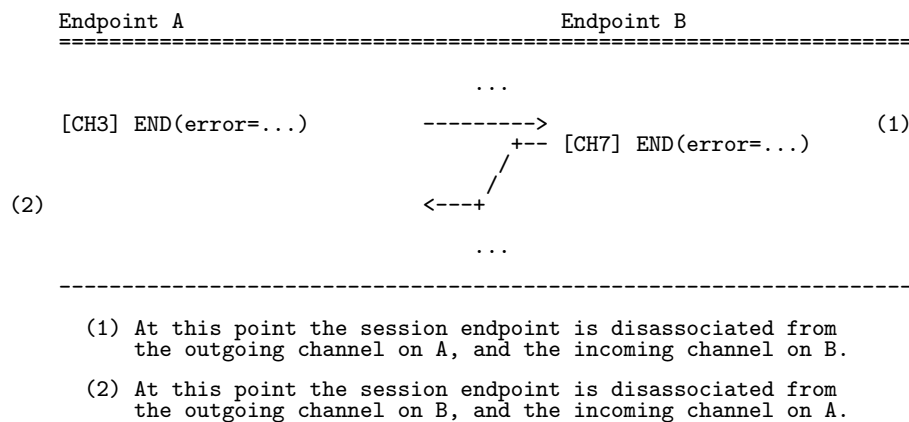 Endpoint A                              Endpoint B
====================================================================
...
[CH3] END(error=...)         --------->                          (1)
+-- [CH7] END(error=...)
/
/
(2)                              <---+
...
--------------------------------------------------------------------
(1) At this point the session endpoint is disassociated from
the outgoing channel on A, and the incoming channel on B.
(2) At this point the session endpoint is disassociated from
the outgoing channel on B, and the incoming channel on A.